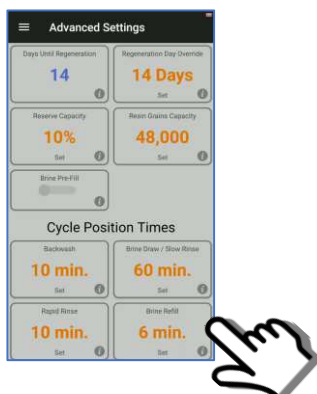 Advanced Settings
Days Until Regeneration
Regeneration Day Override
14
14 Days
Set
Reserve Capacity
Resin Grains Capacity
10%
48,000
Set
Set
Brine Pre-Fill
Cycle Position Times
Backwash
Brine Draw / Slow Rinse
10 min.
60 min.
Set
Set
Rapid Rinse
Brine Refill
10 min.
6 min.
Set
Set